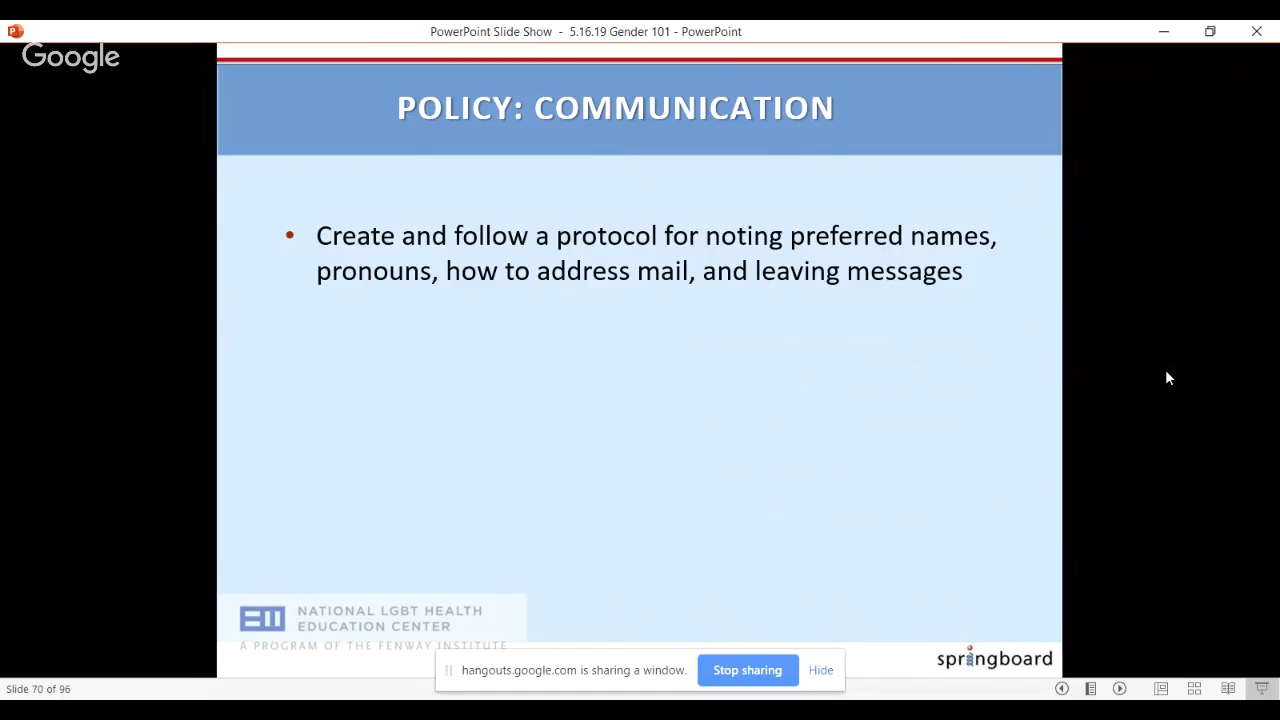 PowerPoint Slide Show - 5.16.19 Gender 101 - PowerPoint
Google
POLICY: COMMUNICATION
• Create and follow a protocol for noting preferred names,
pronouns, how to address mail, and leaving messages
NATIONAL LGBT HEALTH
EDUCATION CENTER
A PROGRAM OF THE FENWAY INSTITUTE
springboard
hangouts.google.com is sharing a window.
Stop sharing
Hide
Slide 70 of 96